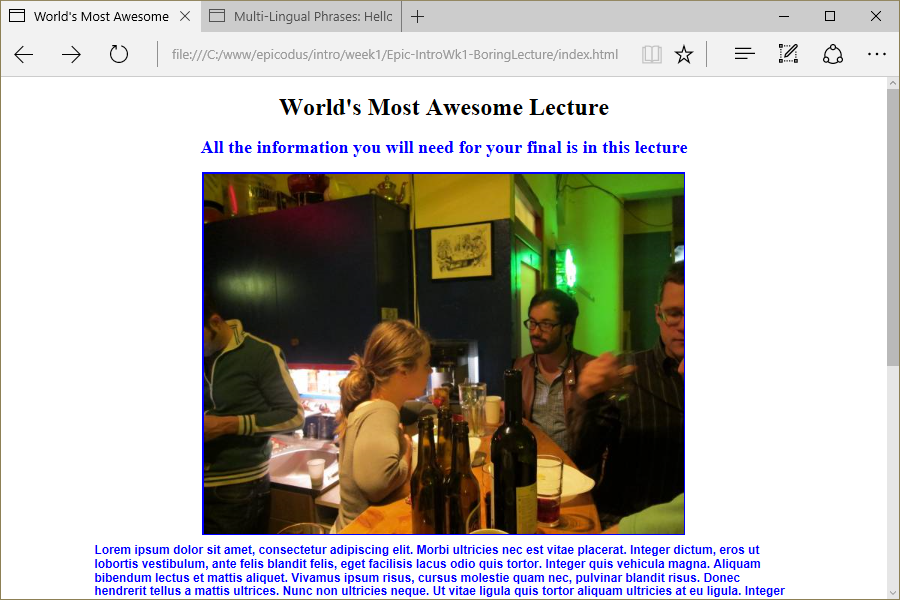 World's Most Awesome
Multi-Lingual Phrases: Hello
file:///C:/www/epicodus/intro/week1/Epic-IntroWk1-BoringLecture/index.html
World's Most Awesome Lecture
All the information you will need for your final is in this lecture
Lorem ipsum dolor sit amet, consectetur adipiscing elit. Morbi ultricies nec est vitae placerat. Integer dictum, eros ut
lobortis vestibulum, ante felis blandit felis, eget facilisis lacus odio quis tortor. Integer quis vehicula magna. Aliquam
bibendum lectus et mattis aliquet. Vivamus ipsum risus, cursus molestie quam nec, pulvinar blandit risus. Donec
hendrerit tellus a mattis ultrices. Nunc non ultricies neque. Ut vitae ligula quis tortor aliquam ultricies at eu ligula. Integer